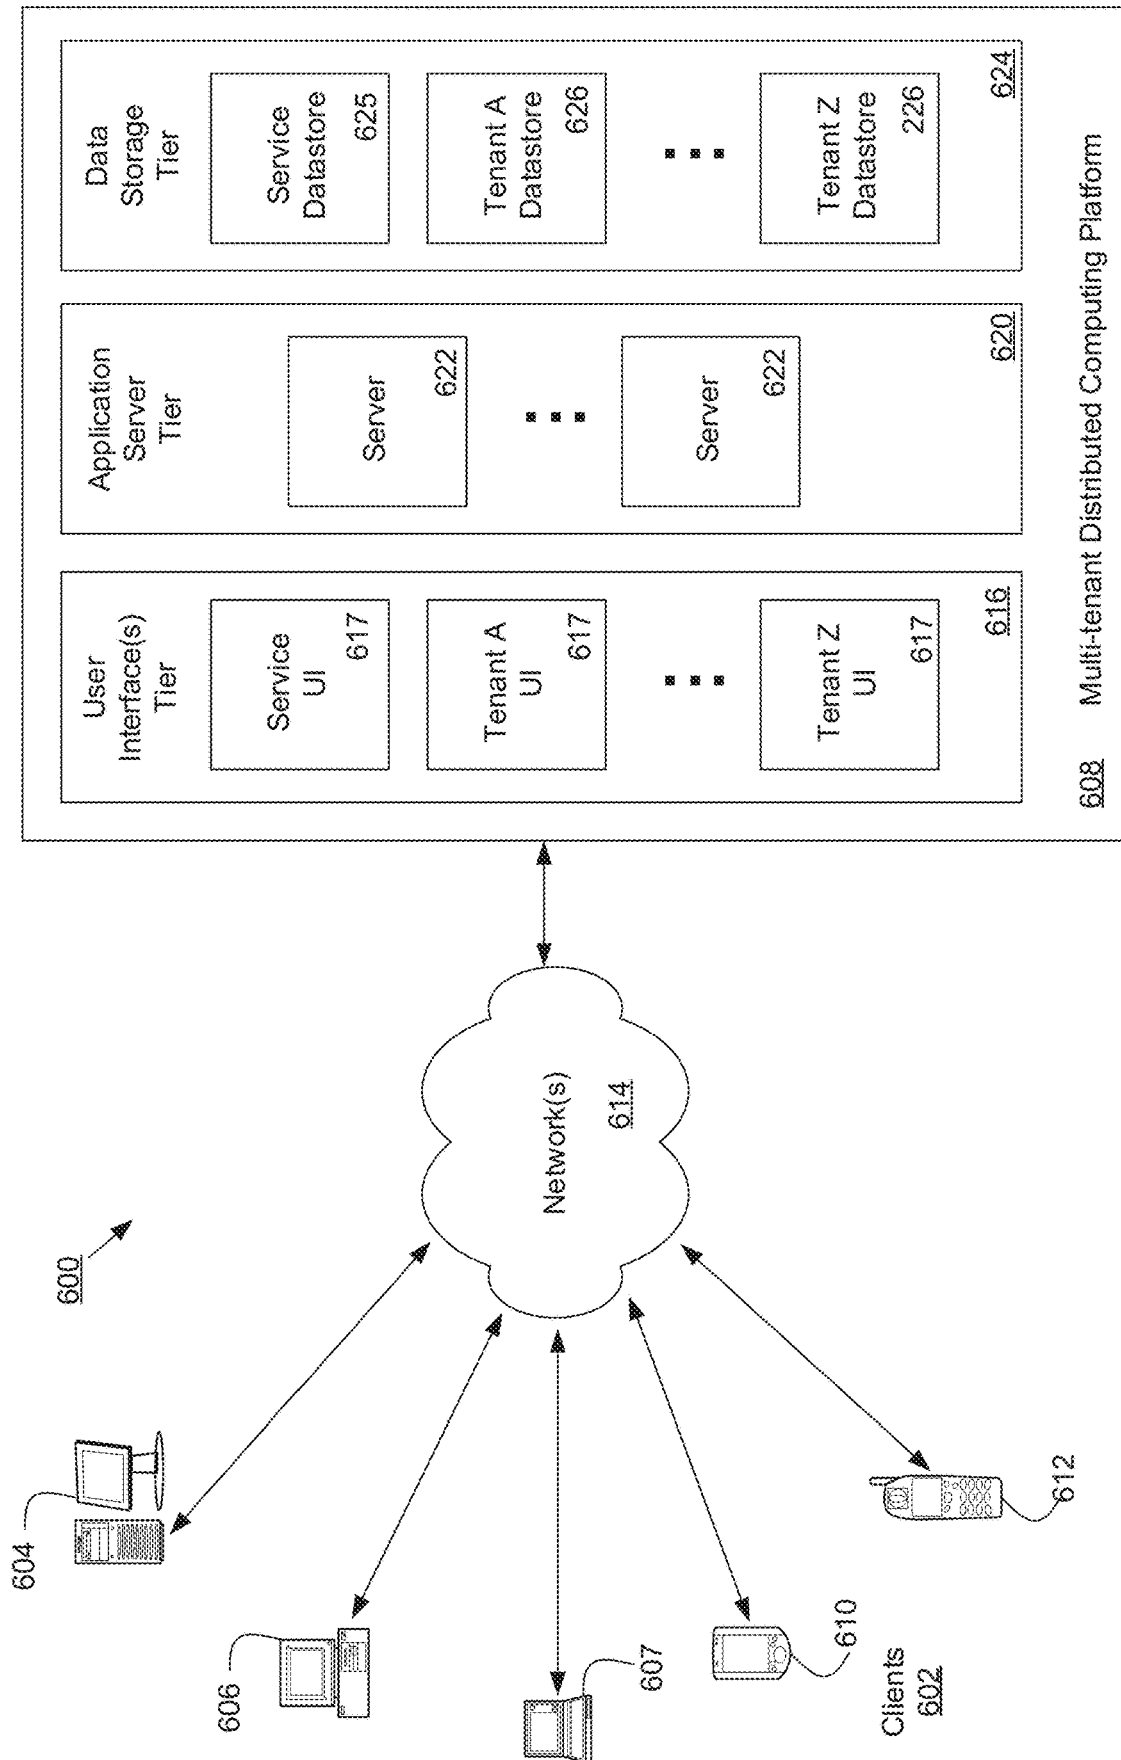 600
604
606
607
610
612
Clients
602
Network(s)
614
User
Interface(s)
Tier
Service
UI
617
Tenant A
UI
617
Tenant Z
UI
617
616
Application
Server
Tier
Server
622
Server
622
620
Data
Storage
Tier
Service
Datastore
625
Tenant A
Datastore
626
Tenant Z
Datastore
226
624
608 Multi-tenant Distributed Computing Platform